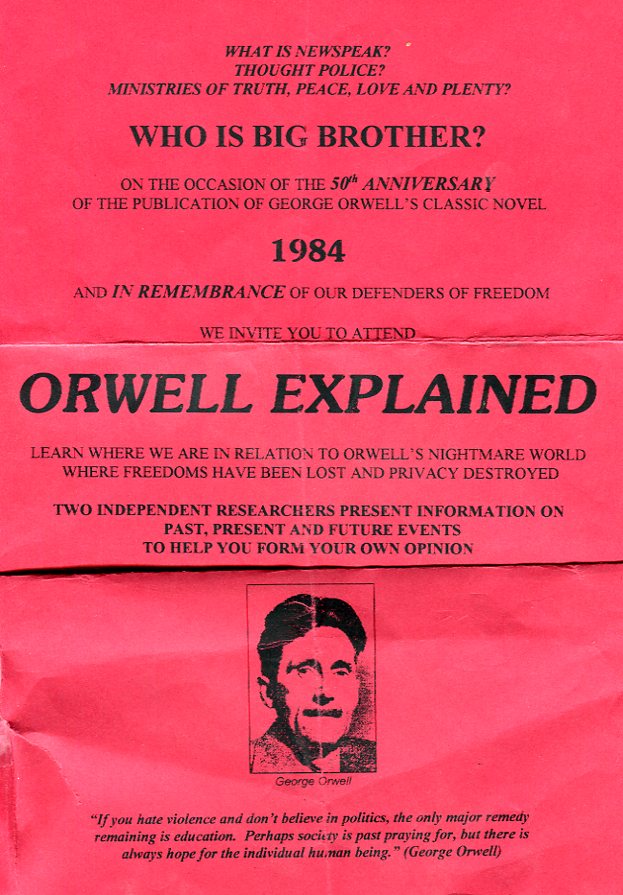 WHAT IS NEWSPEAK?
THOUGHT POLICE?
MINISTRIES OF TRUTH, PEACE, LOVE AND PLENTY?
WHO IS BIG BROTHER?
ON THE OCCASION OF THE 50th ANNIVERSARY
OF THE PUBLICATION OF GEORGE ORWELL'S CLASSIC NOVEL
1984
AND IN REMEMBRANCE OF OUR DEFENDERS OF FREEDOM
WE INVITE YOU TO ATTEND
ORWELL EXPLAINED
LEARN WHERE WE ARE IN RELATION TO ORWELL'S NIGHTMARE WORLD
WHERE FREEDOMS HAVE BEEN LOST AND PRIVACY DESTROYED
TWO INDEPENDENT RESEARCHERS PRESENT INFORMATION ON
PAST, PRESENT AND FUTURE EVENTS
TO HELP YOU FORM YOUR OWN OPINION
George Orwell
"If you hate violence and don't believe in politics, the only major remedy
remaining is education. Perhaps society is past praying for, but there is
always hope for the individual human being." (George Orwell)